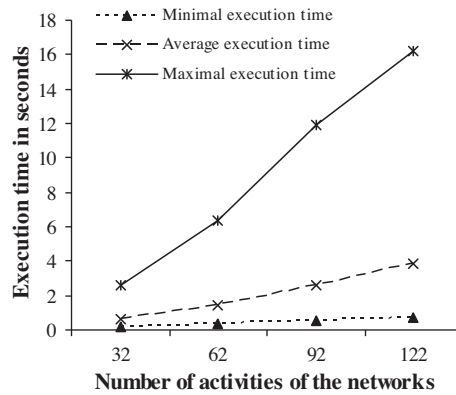 Minimal execution time
Average execution time
Maximal execution time
18
16
14
12
10
8
6
4
2
0
Execution time in seconds
32 62 92 122
Number of activities of the networks